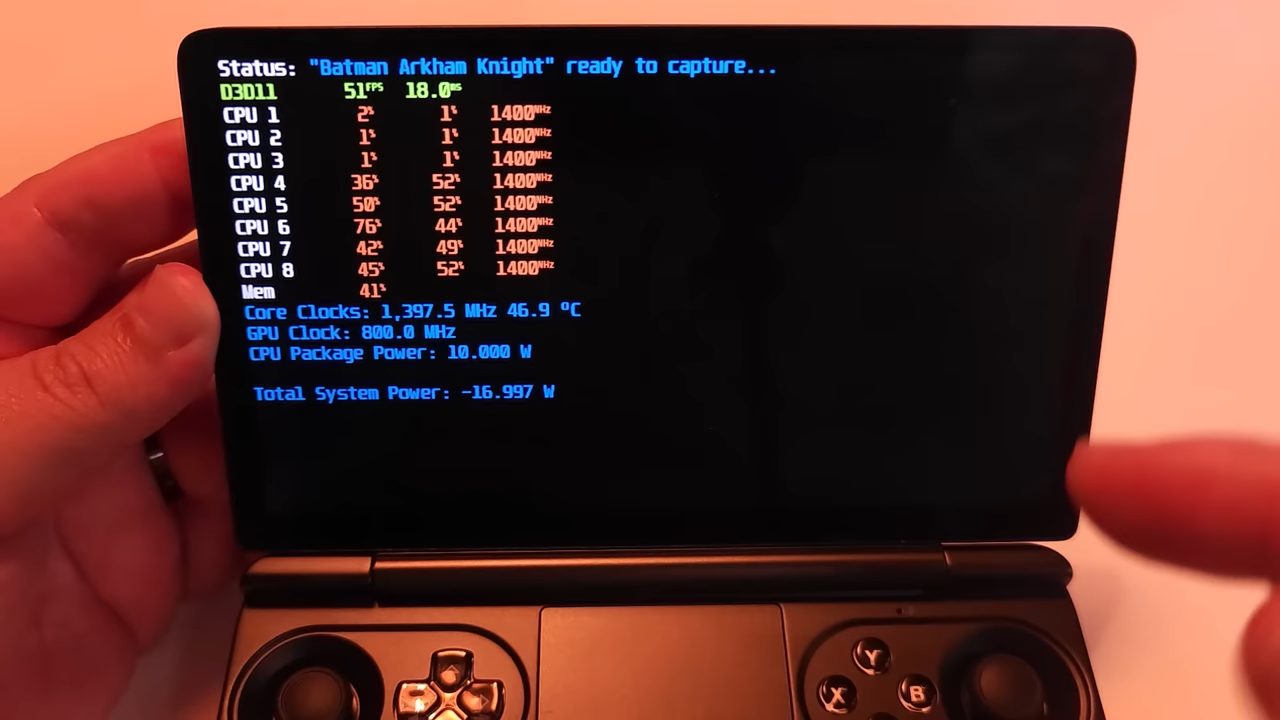 Status: "Batman Arkham Knight" ready to capture...
D3D11 51FPS 18.0ms
CPU 1 2% 1% 1400MHz
CPU 2 1% 1% 1400MHz
CPU 3 1% 1% 1400MHz
CPU 4 36% 52% 1400MHz
CPU 5 50% 52% 1400MHz
CPU 6 76% 44% 1400MHz
CPU 7 42% 49% 1400MHz
CPU 8 45% 52% 1400MHz
Mem 41%
Core Clocks: 1,397.5 MHz 46.9 ºC
GPU Clock: 800.0 MHz
CPU Package Power: 10.000 W
Total System Power: -16.997 W
Y
X B